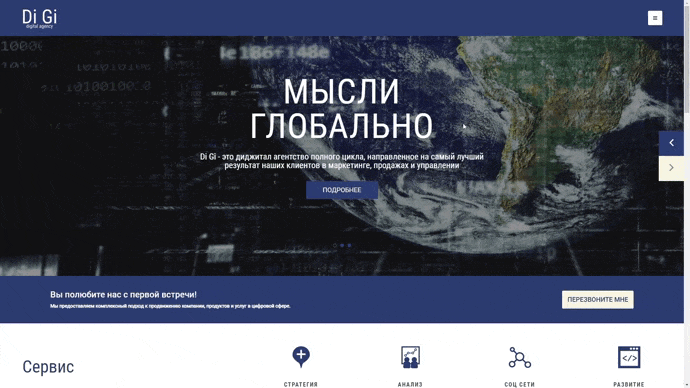 Di Gi
digital agency
1e186f148e
МЫСЛИ
ГЛОБАЛЬНО
Di Gi - это диджитал агентство полного цикла, направленное на самый лучший
результат наших клиентов в маркетинге, продажах и управлении
ПОДРОБНЕЕ
Вы полюбите нас с первой встречи!
Мы предоставляем комплексный подход к продвижению компании, продуктов и услуг в цифровой сфере.
ПЕРЕЗВОНИТЕ МНЕ
Сервис
СТРАТЕГИЯ
АНАЛИЗ
СОЦ СЕТИ
РАЗВИТИЕ